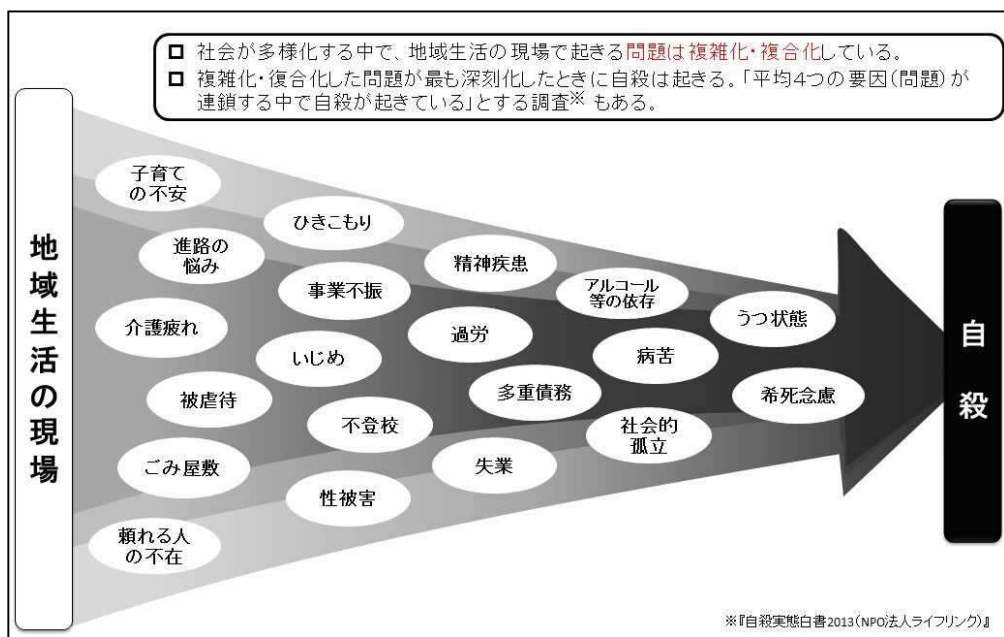 □ 社会が多様化する中で、地域生活の現場で起きる問題は複雑化・複合化している。
□ 複雑化・復合化した問題が最も深刻化したときに自殺は起きる。「平均4つの要因(問題)が
連鎖する中で自殺が起きている」とする調査※ もある。
地域生活の現場
子育て
の不安
進路の
悩み
介護疲れ
被虐待
ごみ屋敷
頼れる人
の不在
ひきこもり
事業不振
いじめ
不登校
性被害
精神疾患
過労
多重債務
失業
アルコール
等の依存
病苦
社会的
孤立
うつ状態
希死念慮
自殺
※『自殺実態白書2013(NPO法人ライフリンク)』